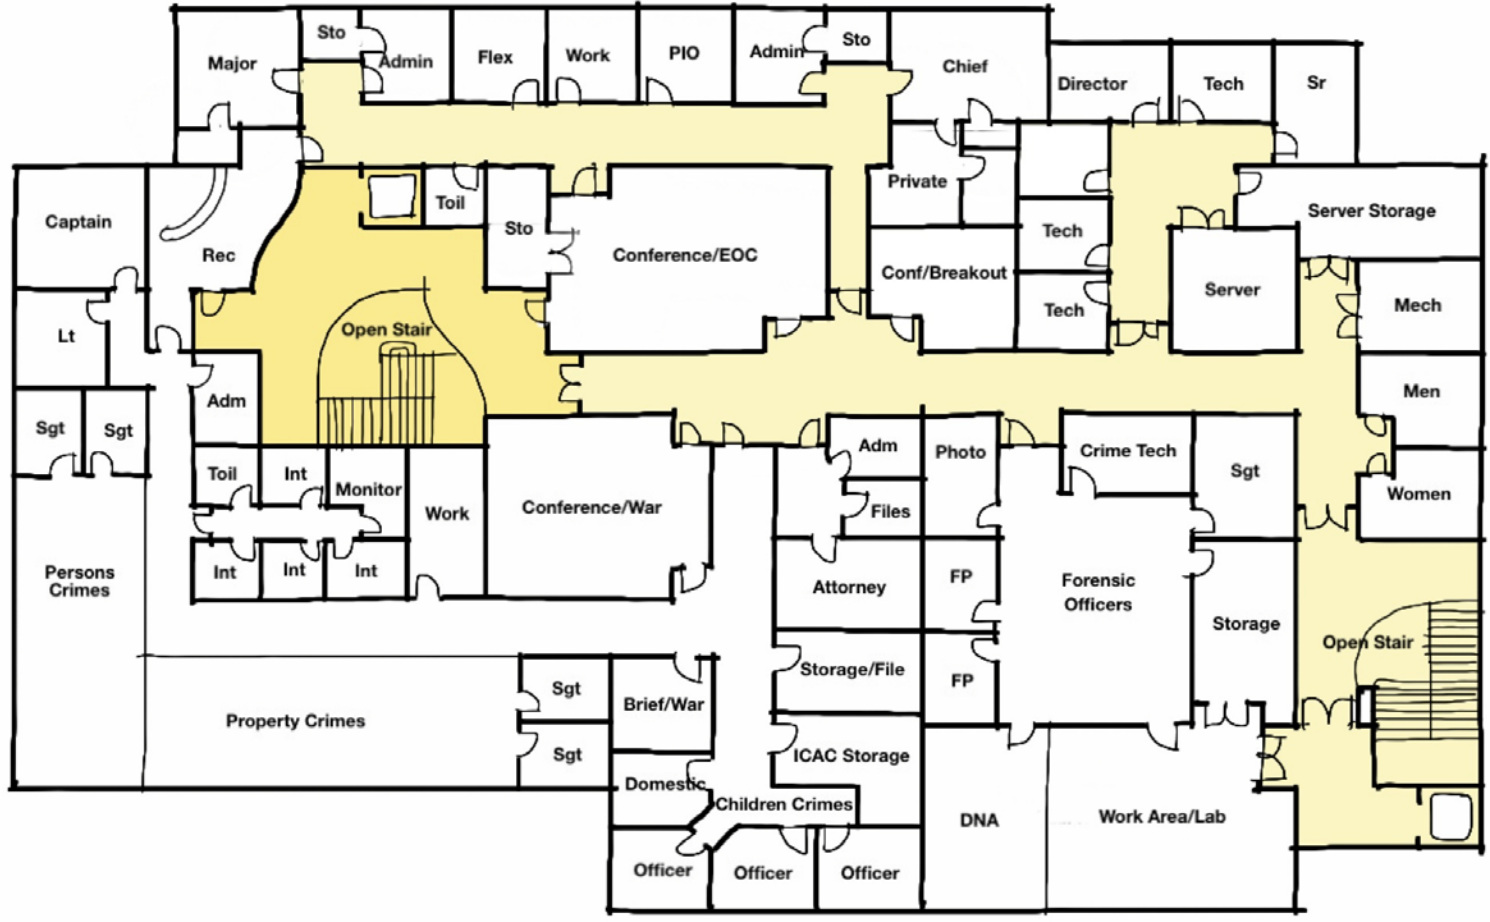 Sto
Sto
Major
Admin
Flex
Work
PIO
Admin
Chief
Director
Tech
Sr
Private
Captain
Toil
Sto
Server Storage
Rec
Conference/EOC
Tech
Conf/Breakout
Server
Lt
Open Stair
Tech
Mech
Adm
Men
Sgt
Sgt
Adm
Photo
Crime Tech
Sgt
Toil
Int
Monitor
Women
Work
Conference/War
Files
Persons
Crimes
Int
Int
Int
Attorney
FP
Forensic
Officers
Storage
Open Stair
Sgt
Storage/File
FP
Brief/War
Property Crimes
Sgt
ICAC Storage
Domestic
Children Crimes
DNA
Work Area/Lab
Officer
Officer
Officer